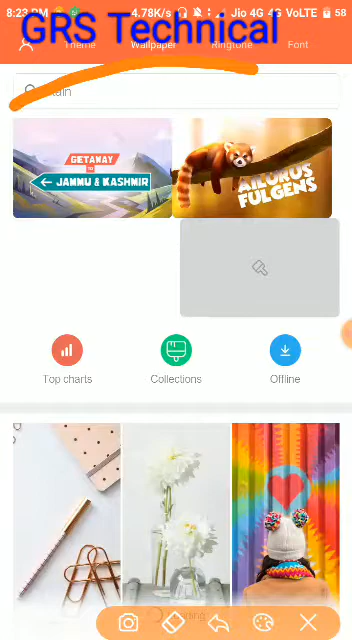 8:23 PM 4.78K/s Jio 4G 4G VoLTE 58
GRS Technical
Theme Wallpaper Ringtone Font
GETAWAY
TO
JAMMU & KASHMIR
AILURUS
FULGENS
Top charts Collections Offline